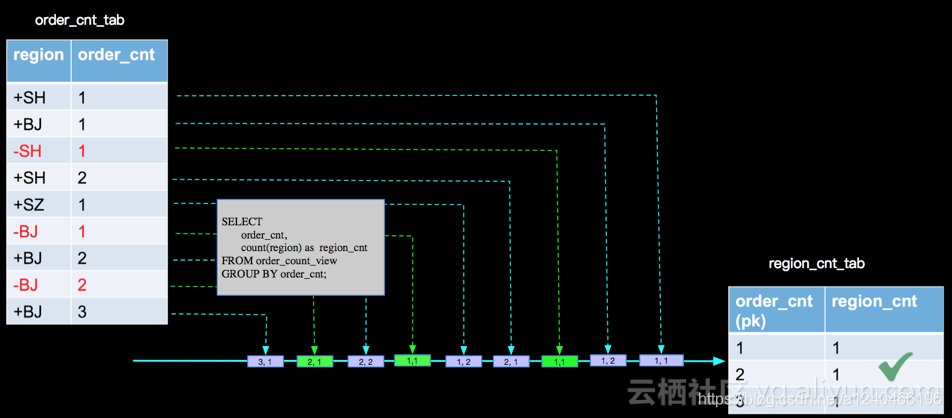 order_cnt_tab
region order_cnt
+SH 1
+BJ 1
-SH 1
+SH 2
+SZ 1
-BJ 1
+BJ 2
-BJ 2
+BJ 3
SELECT
order_cnt,
count(region) as region_cnt
FROM order_count_view
GROUP BY order_cnt;
3, 1 2, 1 2, 2 1,1 1, 2 2, 1 1,1 1, 2 1, 1
region_cnt_tab
order_cnt (pk) region_cnt
1 1
2 1
3 1
云栖社区 yq.aliyun.com
https://blog.csdn.net/a1240466196